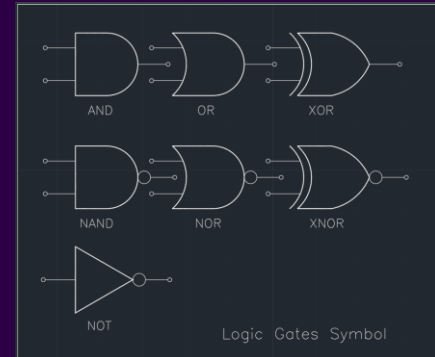 AND OR XOR
NAND NOR XNOR
NOT
Logic Gates Symbol